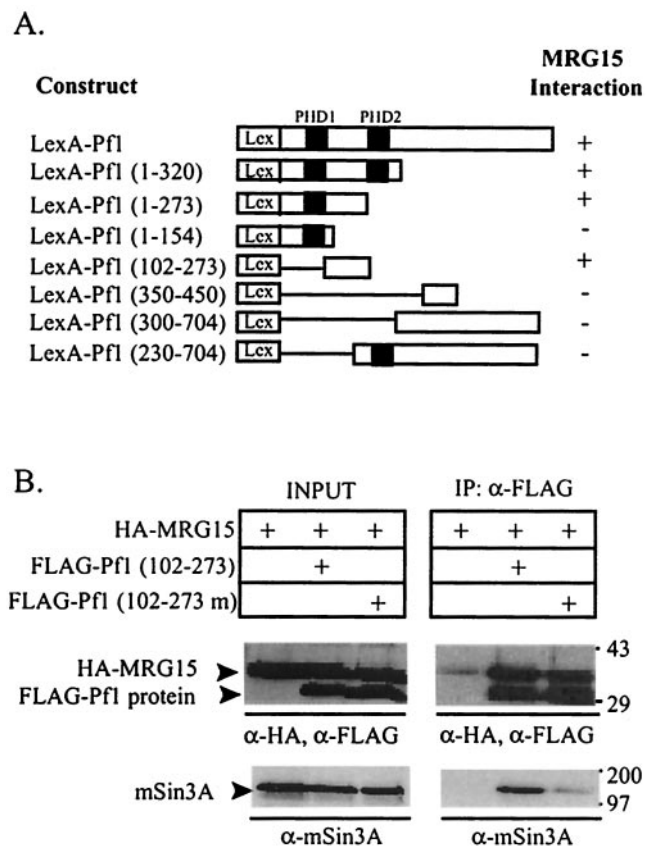 A.
Construct
MRG15
Interaction
PHD1 PHD2
LexA-Pf1 Lex +
LexA-Pf1 (1-320) Lex +
LexA-Pf1 (1-273) Lex +
LexA-Pf1 (1-154) Lex -
LexA-Pf1 (102-273) Lex +
LexA-Pf1 (350-450) Lex -
LexA-Pf1 (300-704) Lex -
LexA-Pf1 (230-704) Lex -
B.
INPUT IP: α-FLAG
HA-MRG15 + + + + + +
FLAG-Pf1 (102-273) + +
FLAG-Pf1 (102-273 m) + +
43
HA-MRG15
FLAG-Pf1 protein
29
α-HA, α-FLAG α-HA, α-FLAG
200
mSin3A
97
α-mSin3A α-mSin3A